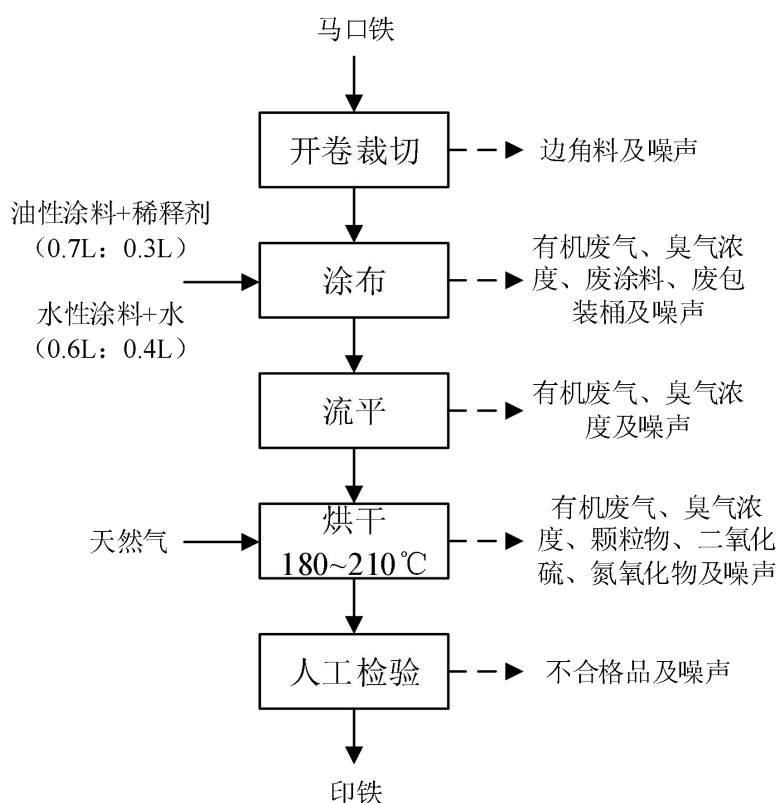 马口铁
开卷裁切
边角料及噪声
油性涂料+稀释剂
（0.7L：0.3L）
水性涂料+水
（0.6L：0.4L）
涂布
有机废气、臭气浓
度、废涂料、废包
装桶及噪声
流平
有机废气、臭气浓
度及噪声
天然气
烘干
180~210℃
有机废气、臭气浓
度、颗粒物、二氧化
硫、氮氧化物及噪声
人工检验
不合格品及噪声
印铁